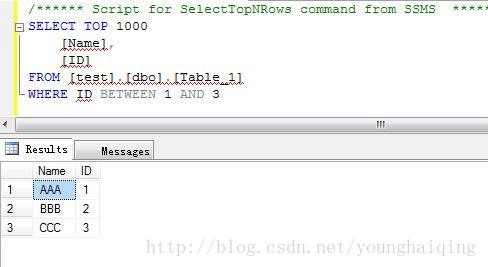 /****** Script for SelectTopNRows command from SSMS *****
SELECT TOP 1000
[Name],
[ID]
FROM [test].[dbo].[Table_1]
WHERE ID BETWEEN 1 AND 3
Results Messages
Name ID
1 AAA 1
2 BBB 2
3 CCC 3
http://blog.csdn.net/younghaiqing